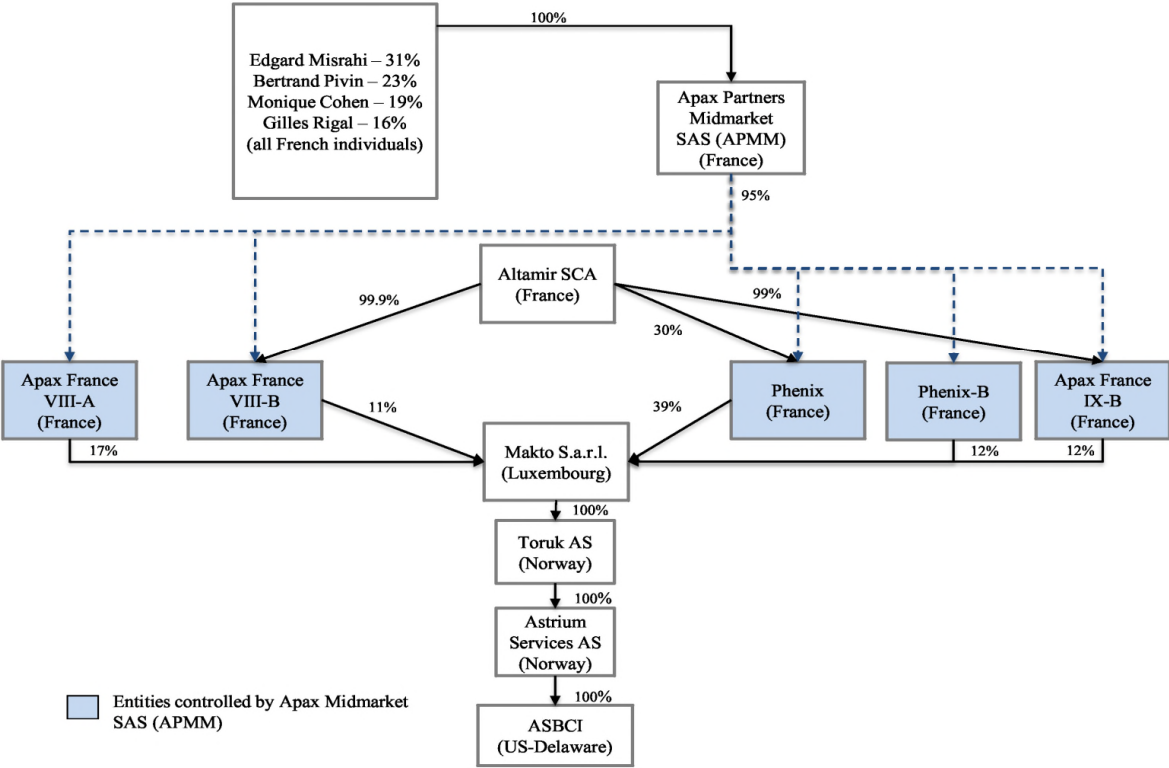 100%
Edgard Misrahi – 31%
Bertrand Pivin – 23%
Monique Cohen – 19%
Gilles Rigal – 16%
(all French individuals)
Apax Partners
Midmarket
SAS (APMM)
(France)
95%
Altamir SCA
(France)
99.9%
30%
99%
Apax France
VIII-A
(France)
Apax France
VIII-B
(France)
Phenix
(France)
Phenix-B
(France)
Apax France
IX-B
(France)
17%
11%
39%
12%
12%
Makto S.a.r.l.
(Luxembourg)
100%
Toruk AS
(Norway)
100%
Astrium
Services AS
(Norway)
100%
ASBCI
(US-Delaware)
Entities controlled by Apax Midmarket
SAS (APMM)